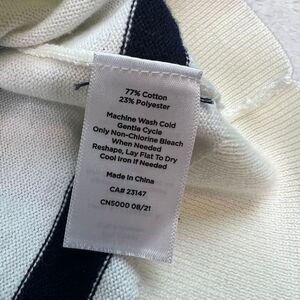 77% Cotton
23% Polyester
Machine Wash Cold
Gentle Cycle
Only Non-Chlorine Bleach
When Needed
Reshape, Lay Flat To Dry
Cool Iron If Needed
Made in China
CA# 23147
CN5000 08/21